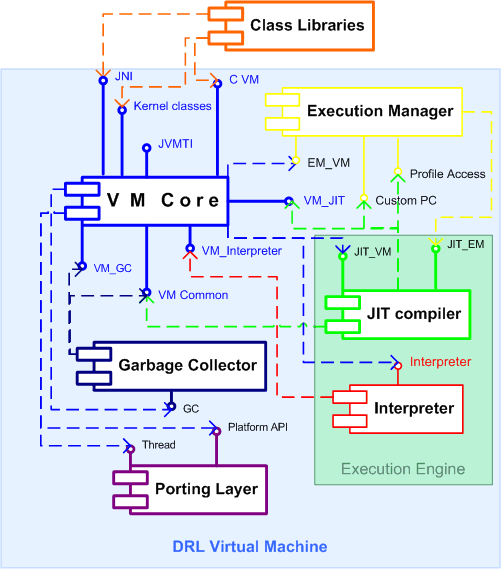 Class Libraries
JNI
C VM
Kernel classes
Execution Manager
JVMTI
EM_VM
Profile Access
VM Core
VM_JIT
Custom PC
VM_Interpreter
JIT_VM
JIT_EM
VM_GC
VM Common
JIT compiler
Garbage Collector
Interpreter
GC
Interpreter
Platform API
Thread
Execution Engine
Porting Layer
DRL Virtual Machine